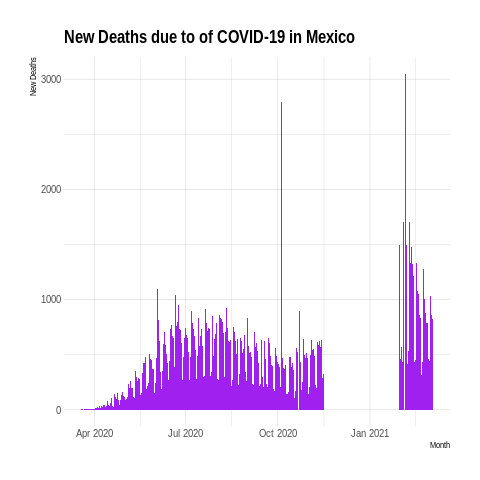 New Deaths due to of COVID-19 in Mexico
New Deaths
3000
2000
1000
0
Apr 2020 Jul 2020 Oct 2020 Jan 2021
Month